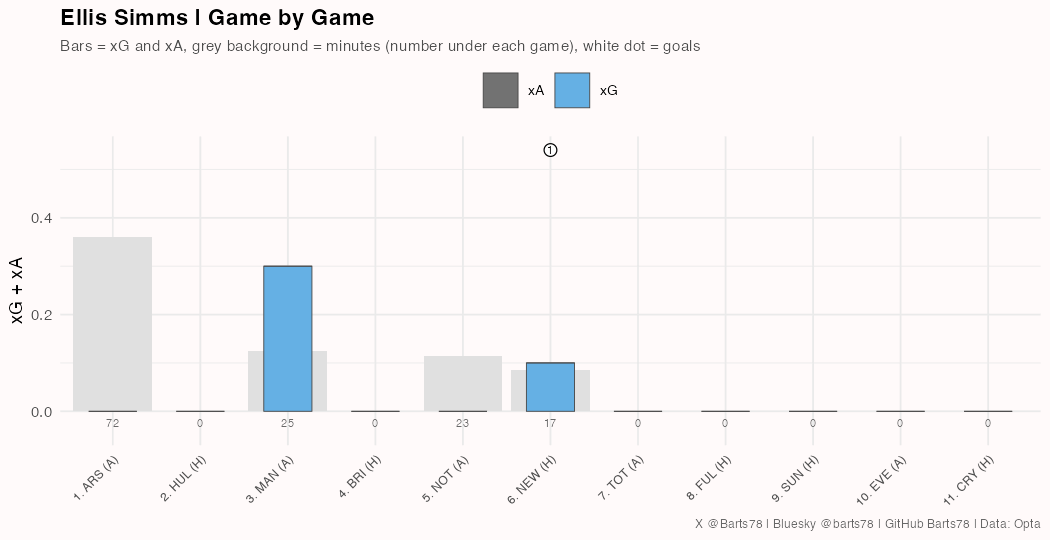 Ellis Simms | Game by Game
Bars = xG and xA, grey background = minutes (number under each game), white dot = goals
xA xG
1
xG + xA
0.4
0.2
0.0
72 0 25 0 23 17 0 0 0 0 0
1. ARS (A) 2. HUL (H) 3. MAN (A) 4. BRI (H) 5. NOT (A) 6. NEW (H) 7. TOT (A) 8. FUL (H) 9. SUN (H) 10. EVE (A) 11. CRY (H)
X @Barts78 | Bluesky @barts78 | GitHub Barts78 | Data: Opta